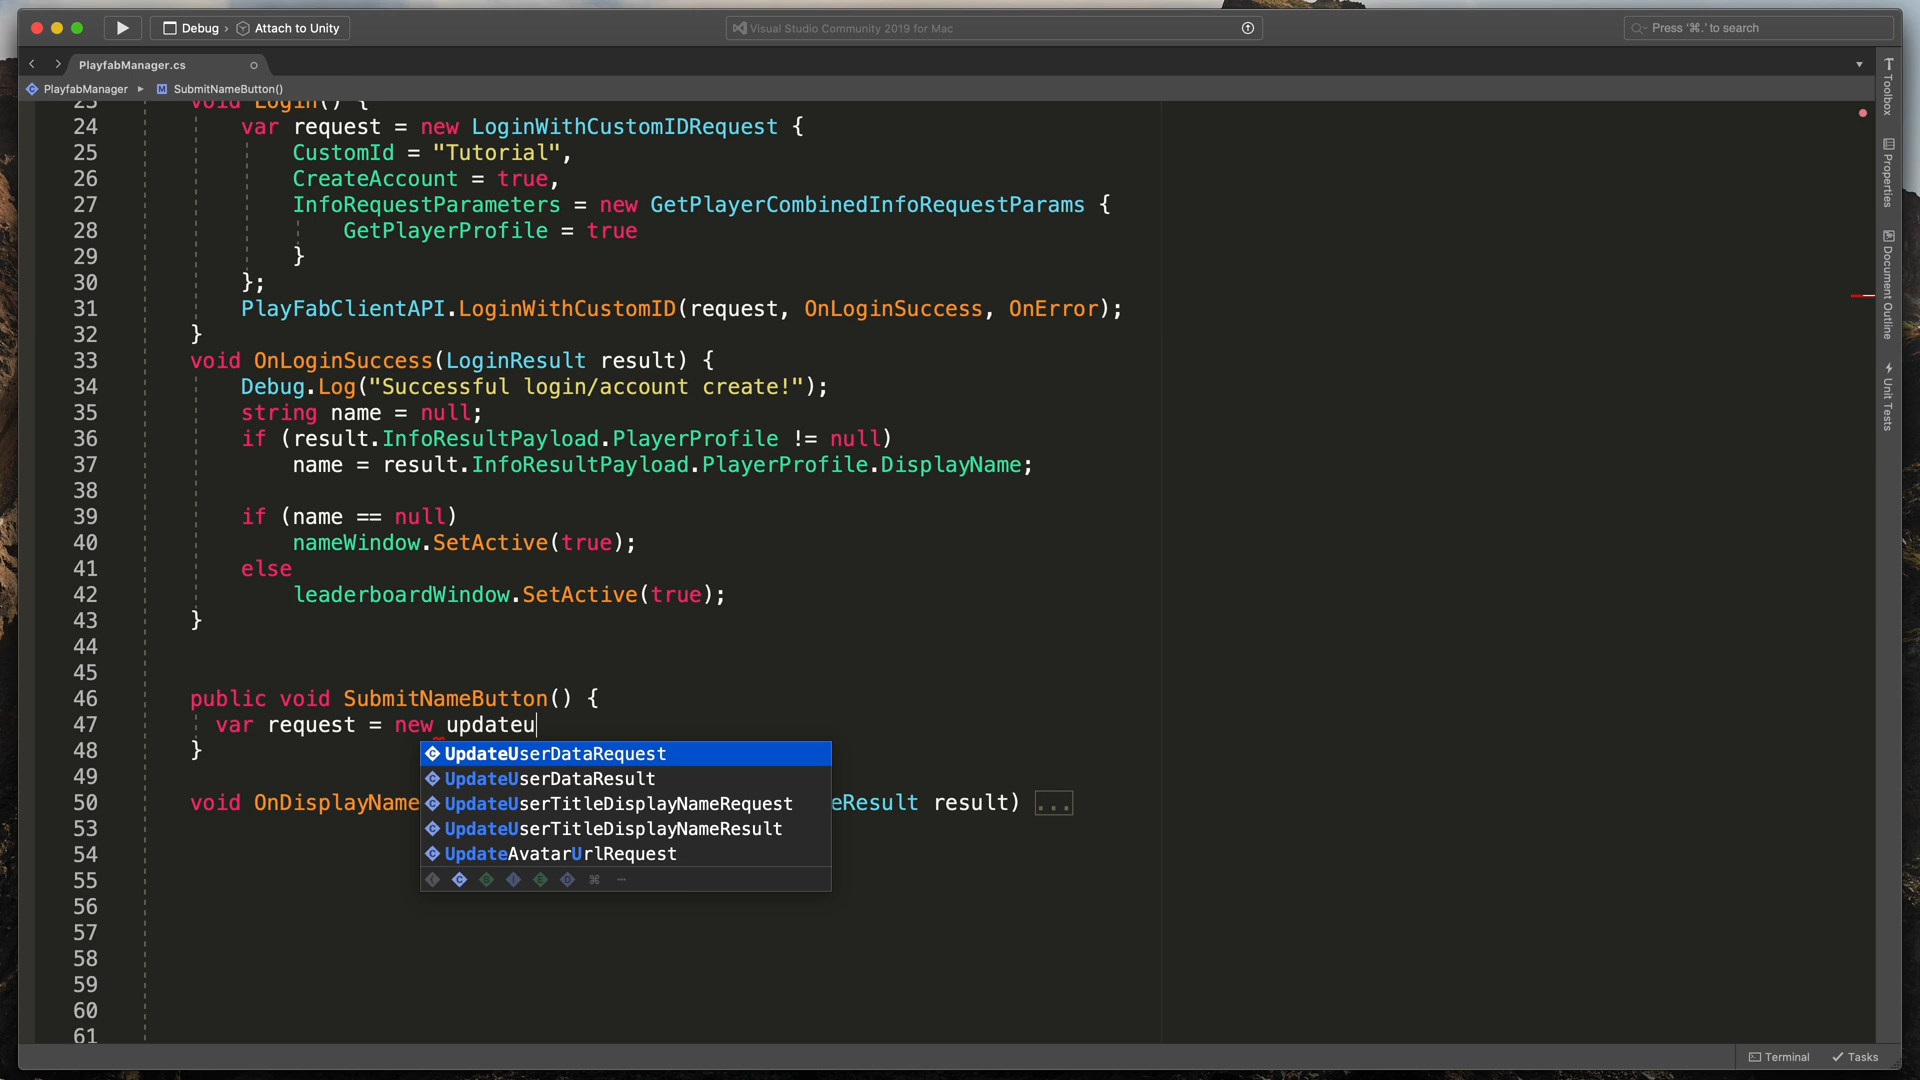 Debug › Attach to Unity
Visual Studio Community 2019 for Mac
Press '⌘.' to search
PlayfabManager.cs
PlayfabManager ▸ SubmitNameButton()
23 void Login() {
24 var request = new LoginWithCustomIDRequest {
25 CustomId = "Tutorial",
26 CreateAccount = true,
27 InfoRequestParameters = new GetPlayerCombinedInfoRequestParams {
28 GetPlayerProfile = true
29 }
30 };
31 PlayFabClientAPI.LoginWithCustomID(request, OnLoginSuccess, OnError);
32 }
33 void OnLoginSuccess(LoginResult result) {
34 Debug.Log("Successful login/account create!");
35 string name = null;
36 if (result.InfoResultPayload.PlayerProfile != null)
37 name = result.InfoResultPayload.PlayerProfile.DisplayName;
38
39 if (name == null)
40 nameWindow.SetActive(true);
41 else
42 leaderboardWindow.SetActive(true);
43 }
44
45
46 public void SubmitNameButton() {
47 var request = new updateu
48 }
49
50 void OnDisplayName eResult result) ...
53
54
55
56
57
58
59
60
61
UpdateUserDataRequest
UpdateUserDataResult
UpdateUserTitleDisplayNameRequest
UpdateUserTitleDisplayNameResult
UpdateAvatarUrlRequest
Toolbox
Properties
Document Outline
Unit Tests
Terminal
Tasks